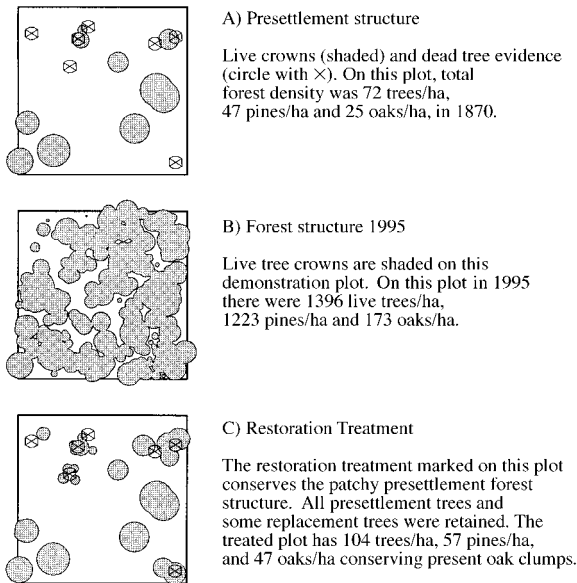 A) Presettlement structure
Live crowns (shaded) and dead tree evidence
(circle with ×). On this plot, total
forest density was 72 trees/ha,
47 pines/ha and 25 oaks/ha, in 1870.
B) Forest structure 1995
Live tree crowns are shaded on this
demonstration plot. On this plot in 1995
there were 1396 live trees/ha,
1223 pines/ha and 173 oaks/ha.
C) Restoration Treatment
The restoration treatment marked on this plot
conserves the patchy presettlement forest
structure. All presettlement trees and
some replacement trees were retained. The
treated plot has 104 trees/ha, 57 pines/ha,
and 47 oaks/ha conserving present oak clumps.